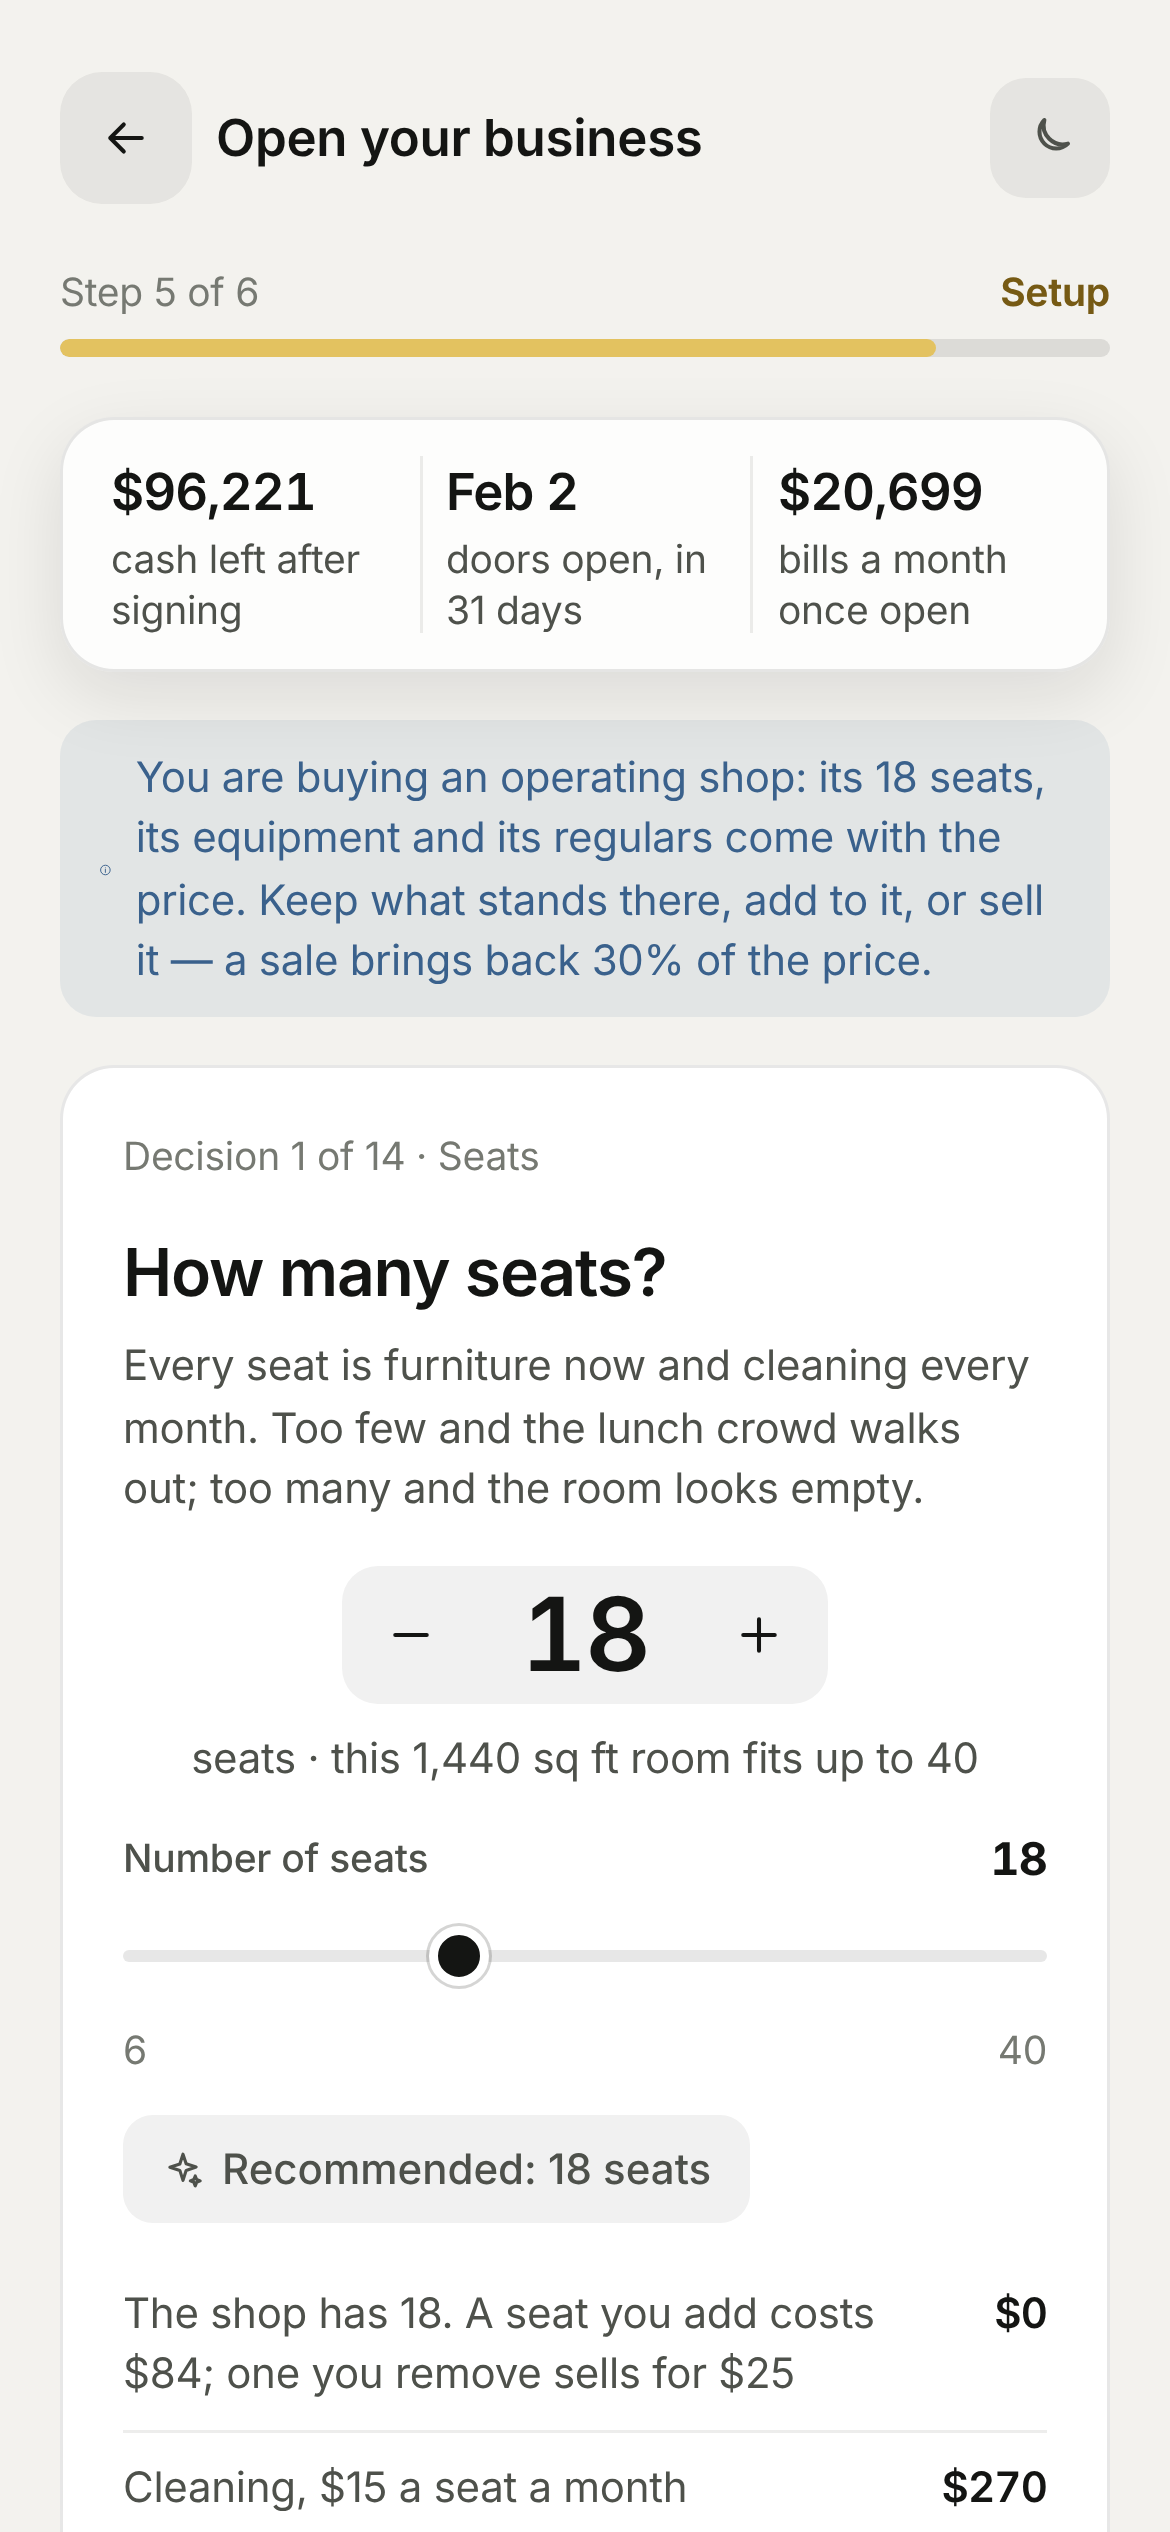 Open your business
Step 5 of 6
Setup
$96,221
cash left after
signing
Feb 2
doors open, in
31 days
$20,699
bills a month
once open
You are buying an operating shop: its 18 seats,
its equipment and its regulars come with the
price. Keep what stands there, add to it, or sell
it — a sale brings back 30% of the price.
Decision 1 of 14 · Seats
How many seats?
Every seat is furniture now and cleaning every
month. Too few and the lunch crowd walks
out; too many and the room looks empty.
− 18 +
seats · this 1,440 sq ft room fits up to 40
Number of seats
18
6
40
Recommended: 18 seats
The shop has 18. A seat you add costs
$84; one you remove sells for $25
$0
Cleaning, $15 a seat a month
$270